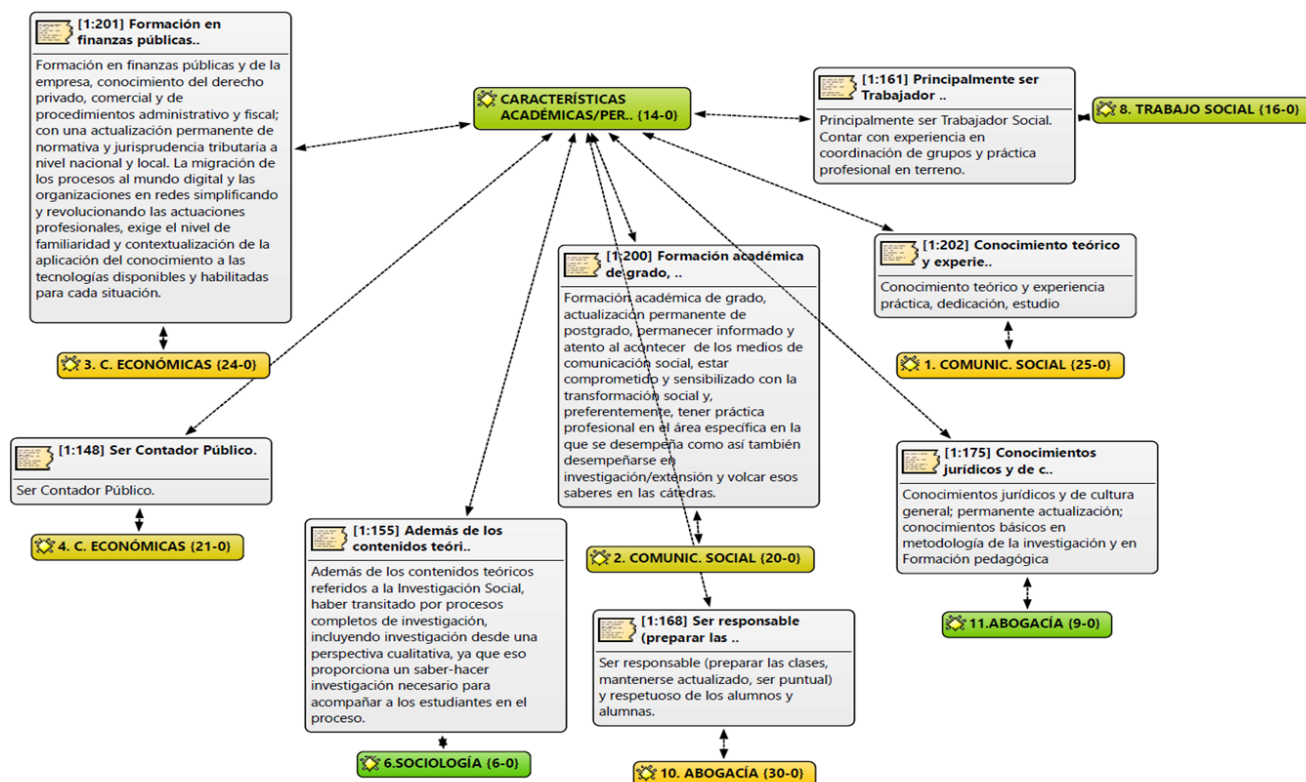 [1:201] Formación en
finanzas públicas..
Formación en finanzas públicas y de la
empresa, conocimiento del derecho
privado, comercial y de
procedimientos administrativo y fiscal;
con una actualización permanente de
normativa y jurisprudencia tributaria a
nivel nacional y local. La migración de
los procesos al mundo digital y las
organizaciones en redes simplificando
y revolucionando las actuaciones
profesionales, exige el nivel de
familiaridad y contextualización de la
aplicación del conocimiento a las
tecnologías disponibles y habilitadas
para cada situación.
3. C. ECONÓMICAS {24-0}
CARACTERÍSTICAS
ACADÉMICAS/PER.. {14-0}
[1:161] Principalmente ser
Trabajador ..
Principalmente ser Trabajador Social.
Contar con experiencia en
coordinación de grupos y práctica
profesional en terreno.
8. TRABAJO SOCIAL {16-0}
[1:202] Conocimiento teórico
y experie..
Conocimiento teórico y experiencia
práctica, dedicación, estudio
1. COMUNIC. SOCIAL {25-0}
[1:200] Formación académica
de grado, ..
Formación académica de grado,
actualización permanente de
postgrado, permanecer informado y
atento al acontecer de los medios de
comunicación social, estar
comprometido y sensibilizado con la
transformación social y,
preferentemente, tener práctica
profesional en el área específica en la
que se desempeña como así también
desempeñarse en
investigación/extensión y volcar esos
saberes en las cátedras.
2. COMUNIC. SOCIAL {20-0}
[1:148] Ser Contador Público.
Ser Contador Público.
4. C. ECONÓMICAS {21-0}
[1:155] Además de los
contenidos teóri..
Además de los contenidos teóricos
referidos a la Investigación Social,
haber transitado por procesos
completos de investigación,
incluyendo investigación desde una
perspectiva cualitativa, ya que eso
proporciona un saber-hacer
investigación necesario para
acompañar a los estudiantes en el
proceso.
6.SOCIOLOGÍA {6-0}
[1:175] Conocimientos
jurídicos y de c..
Conocimientos jurídicos y de cultura
general; permanente actualización;
conocimientos básicos en
metodología de la investigación y en
Formación pedagógica
11.ABOGACÍA {9-0}
[1:168] Ser responsable
(preparar las ..
Ser responsable (preparar las clases,
mantenerse actualizado, ser puntual)
y respetuoso de los alumnos y
alumnas.
10. ABOGACÍA {30-0}